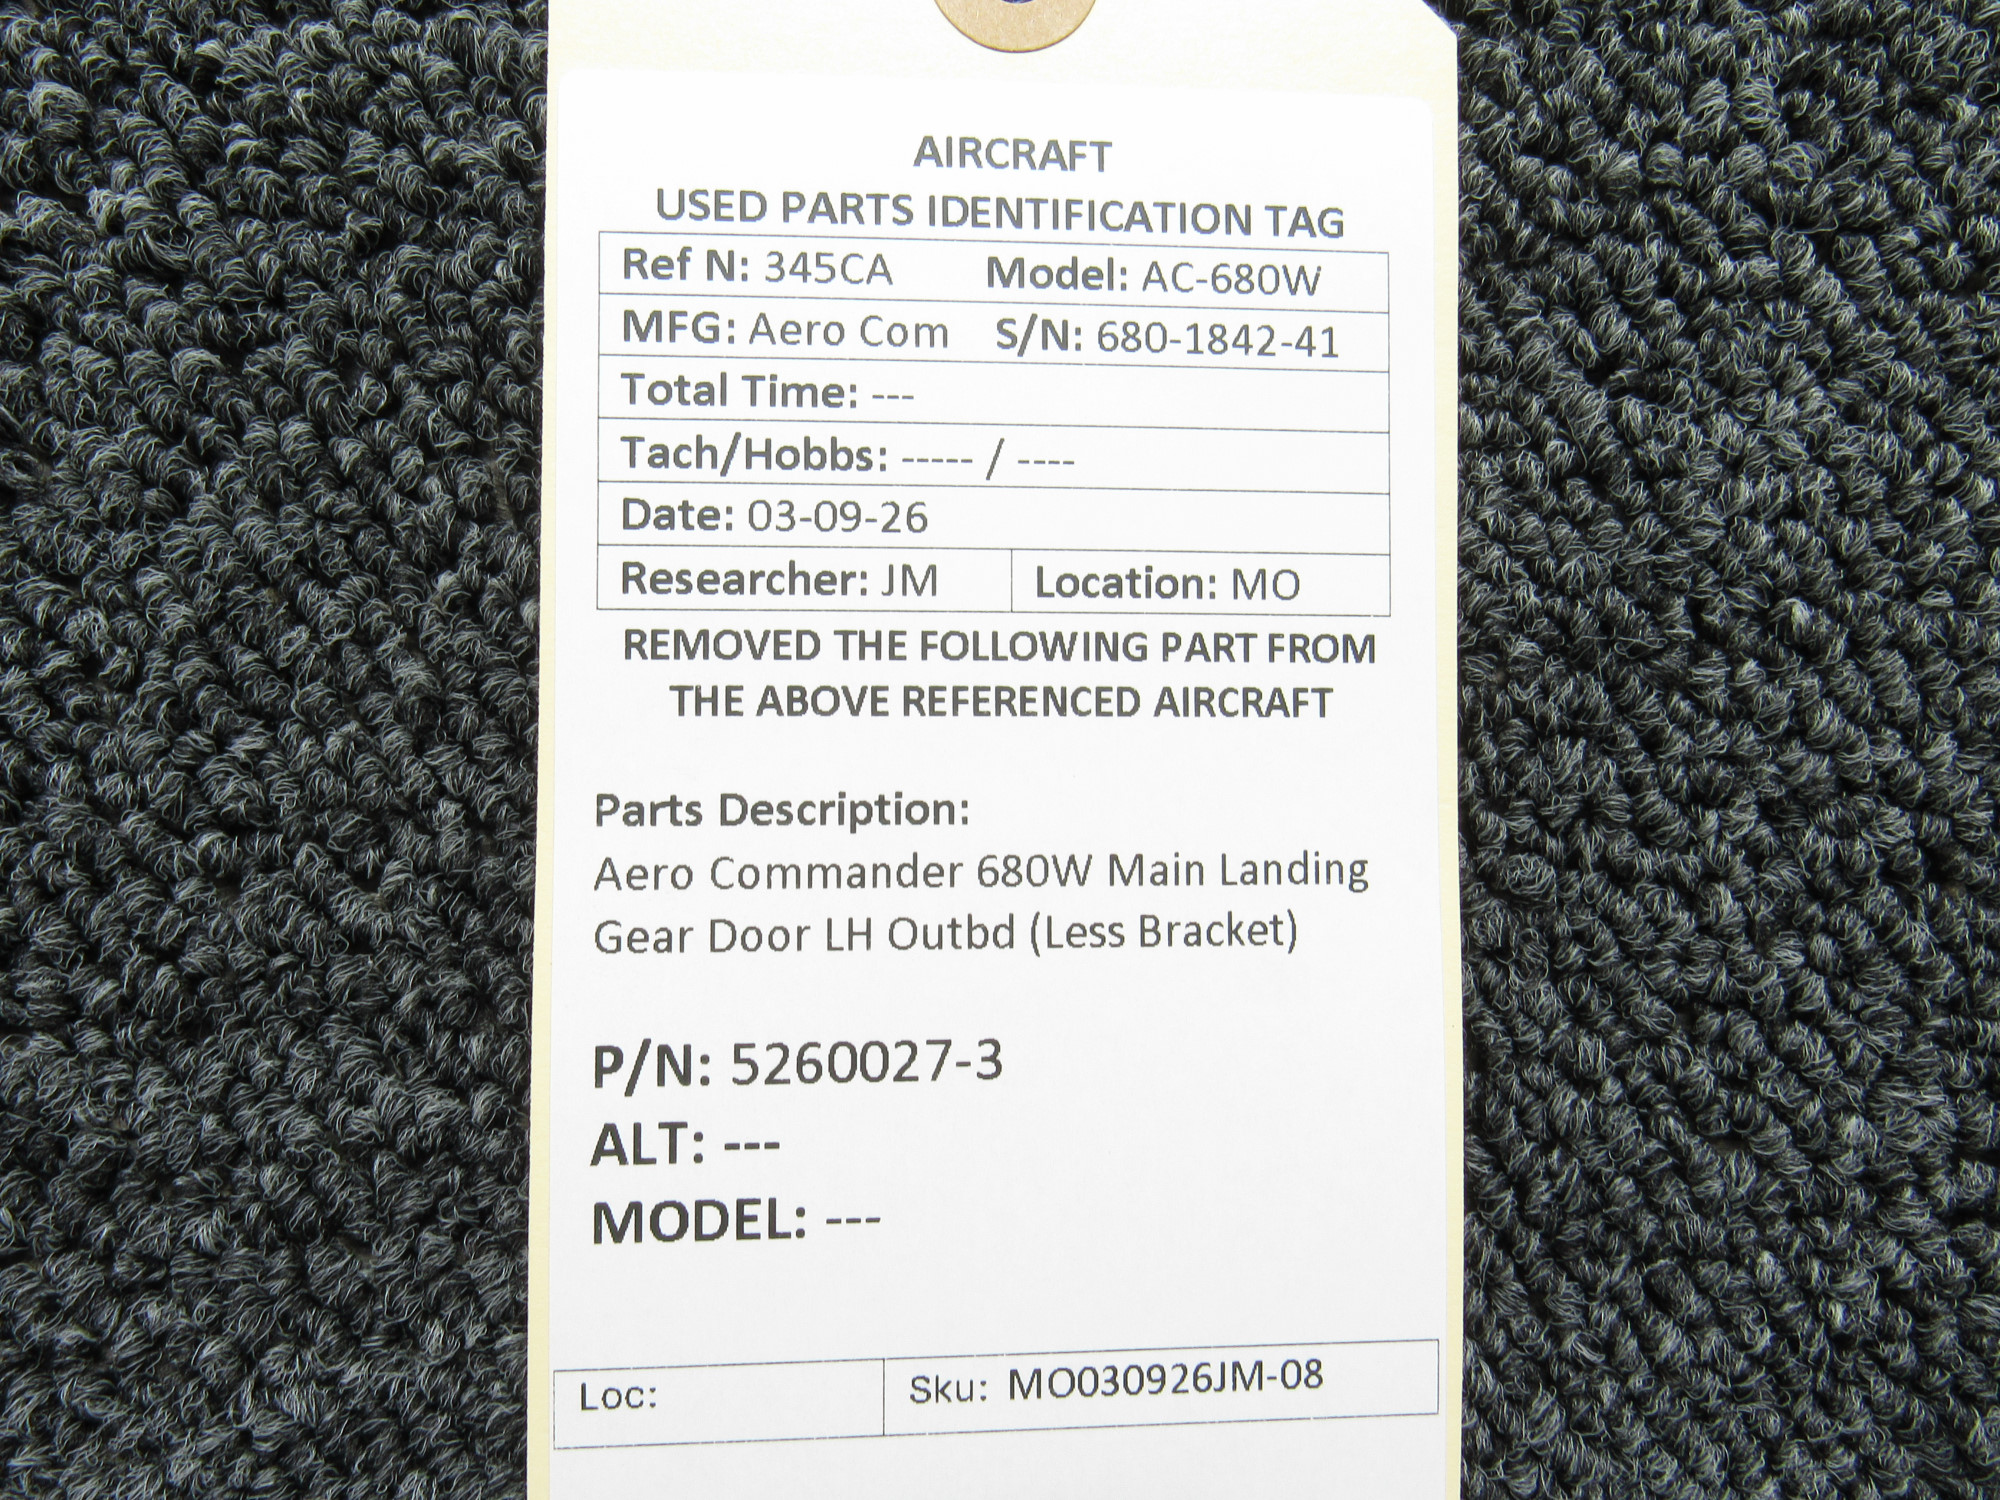 AIRCRAFT
USED PARTS IDENTIFICATION TAG
Ref N: 345CA Model: AC-680W
MFG: Aero Com S/N: 680-1842-41
Total Time: ---
Tach/Hobbs: ----- / ----
Date: 03-09-26
Researcher: JM Location: MO
REMOVED THE FOLLOWING PART FROM
THE ABOVE REFERENCED AIRCRAFT
Parts Description:
Aero Commander 680W Main Landing
Gear Door LH Outbd (Less Bracket)
P/N: 5260027-3
ALT: ---
MODEL: ---
Loc: Sku: MO030926JM-08